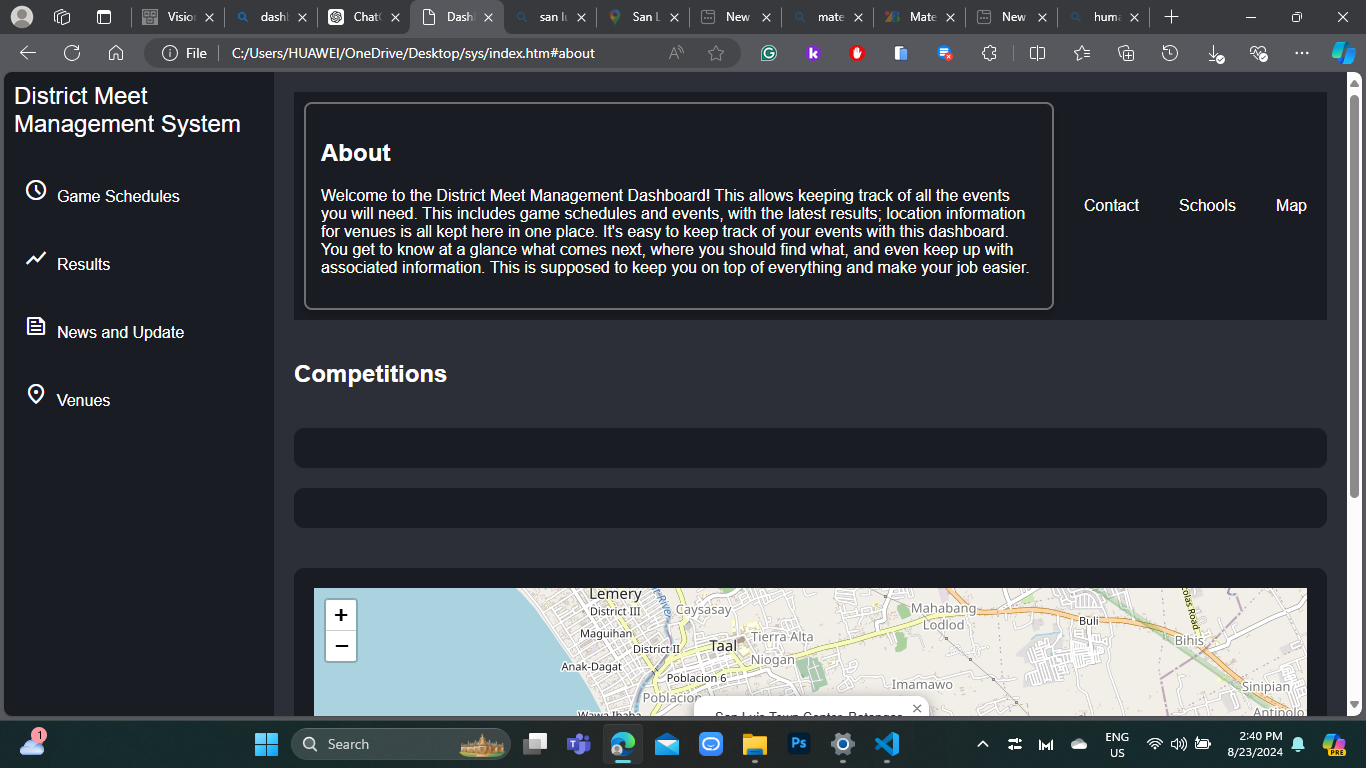 Vision
dashb
ChatG
Dashb
san lu
San L
New
mate
Mate
New
huma
File
C:/Users/HUAWEI/OneDrive/Desktop/sys/index.htm#about
District Meet
Management System
Game Schedules
Results
News and Update
Venues
About
Welcome to the District Meet Management Dashboard! This allows keeping track of all the events
you will need. This includes game schedules and events, with the latest results; location information
for venues is all kept here in one place. It's easy to keep track of your events with this dashboard.
You get to know at a glance what comes next, where you should find what, and even keep up with
associated information. This is supposed to keep you on top of everything and make your job easier.
Contact
Schools
Map
Competitions
+
−
Lemery
District III
Caysasay
Mahabang
Lodlod
Buli
Bihis
Maguihan
District II
Taal
Tierra Alta
Niogan
Anak-Dagat
Poblacion 6
Poblacion
Imamawo
Sinipian
Antipolo
Wawa Ibaba
San Luis Town Center, Batangas
1
Search
Ps
ENG
US
2:40 PM
8/23/2024
PRE